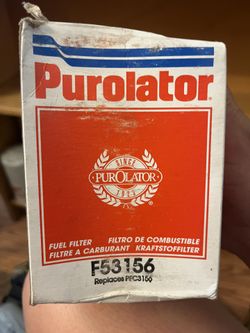 Purolator
SINCE
PUROLATOR
1923
FUEL FILTER FILTRO DE COMBUSTIBLE
FILTRE A CARBURANT KRAFTSTOFFILTER
F53156
Replaces PFC3156